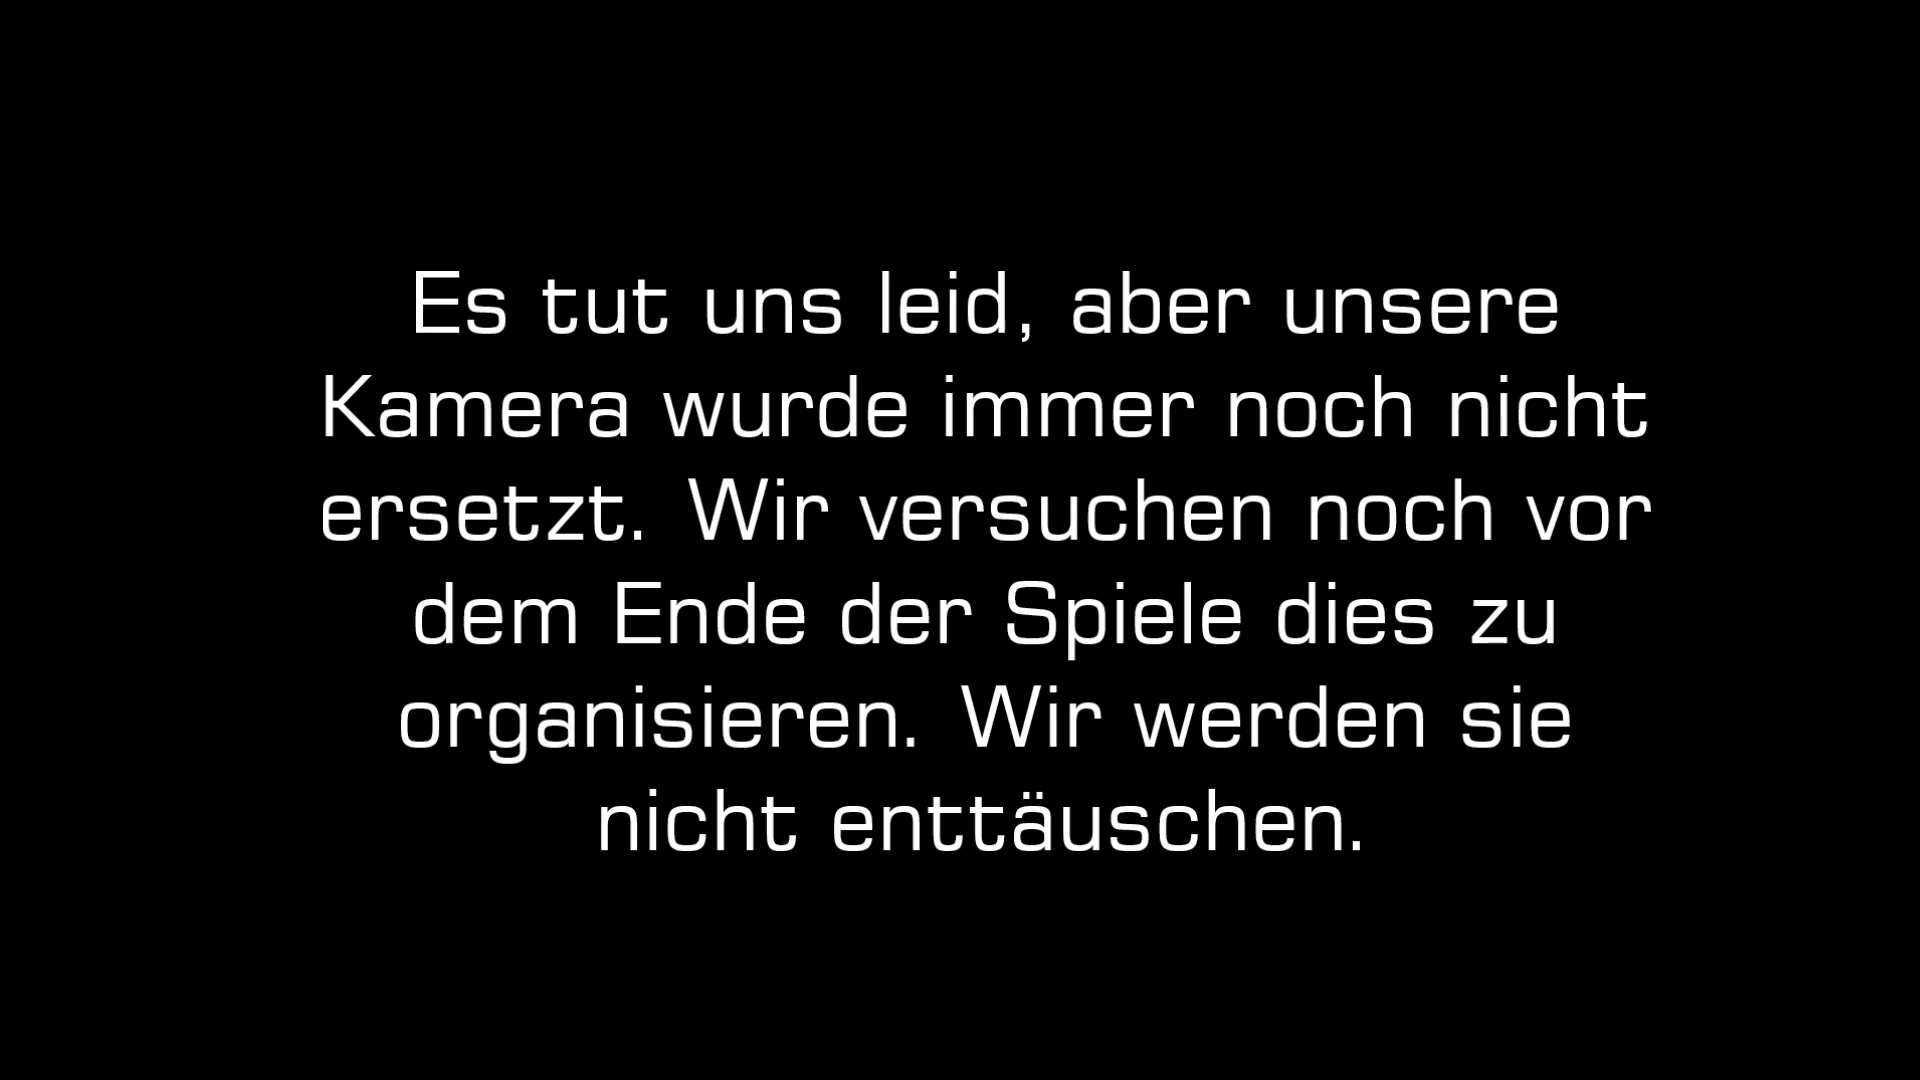 Es tut uns leid, aber unsere
Kamera wurde immer noch nicht
ersetzt. Wir versuchen noch vor
dem Ende der Spiele dies zu
organisieren. Wir werden sie
nicht enttäuschen.